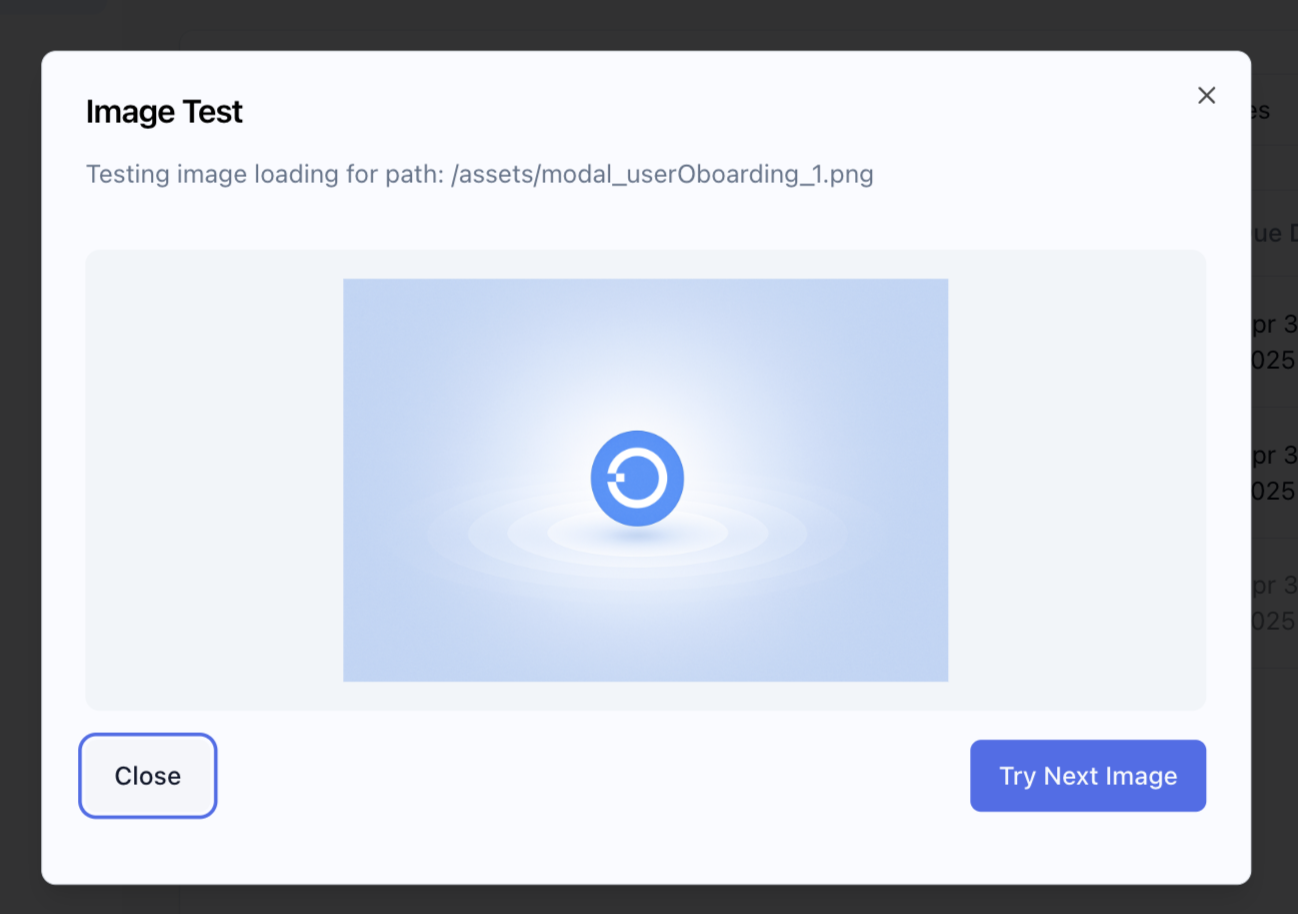 Image Test
es
Testing image loading for path: /assets/modal_userOboarding_1.png
ue D
pr 3
025
pr 3
025
pr 3
025
Close
Try Next Image